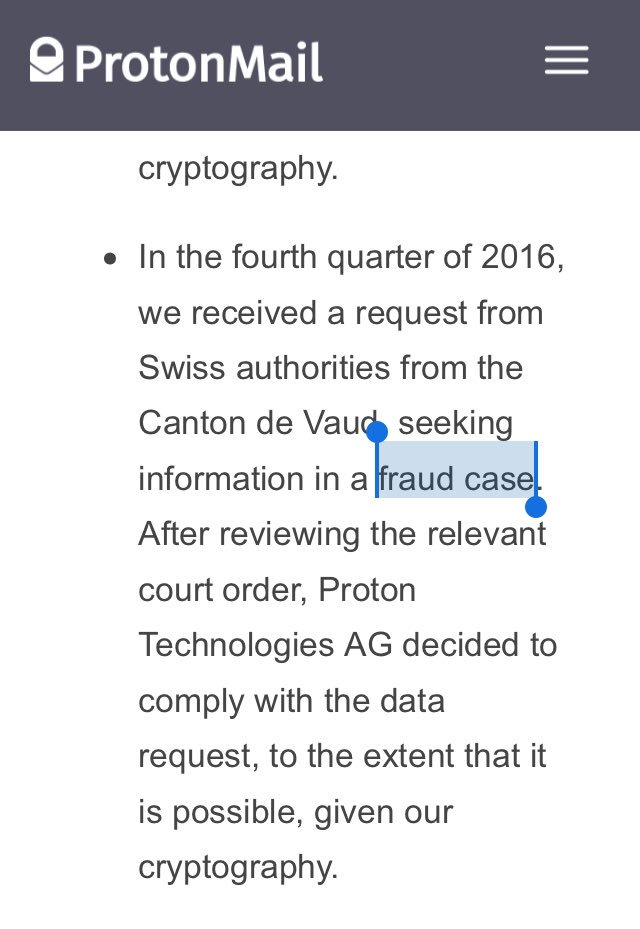 ProtonMail
cryptography.
• In the fourth quarter of 2016,
we received a request from
Swiss authorities from the
Canton de Vaud, seeking
information in a fraud case.
After reviewing the relevant
court order, Proton
Technologies AG decided to
comply with the data
request, to the extent that it
is possible, given our
cryptography.